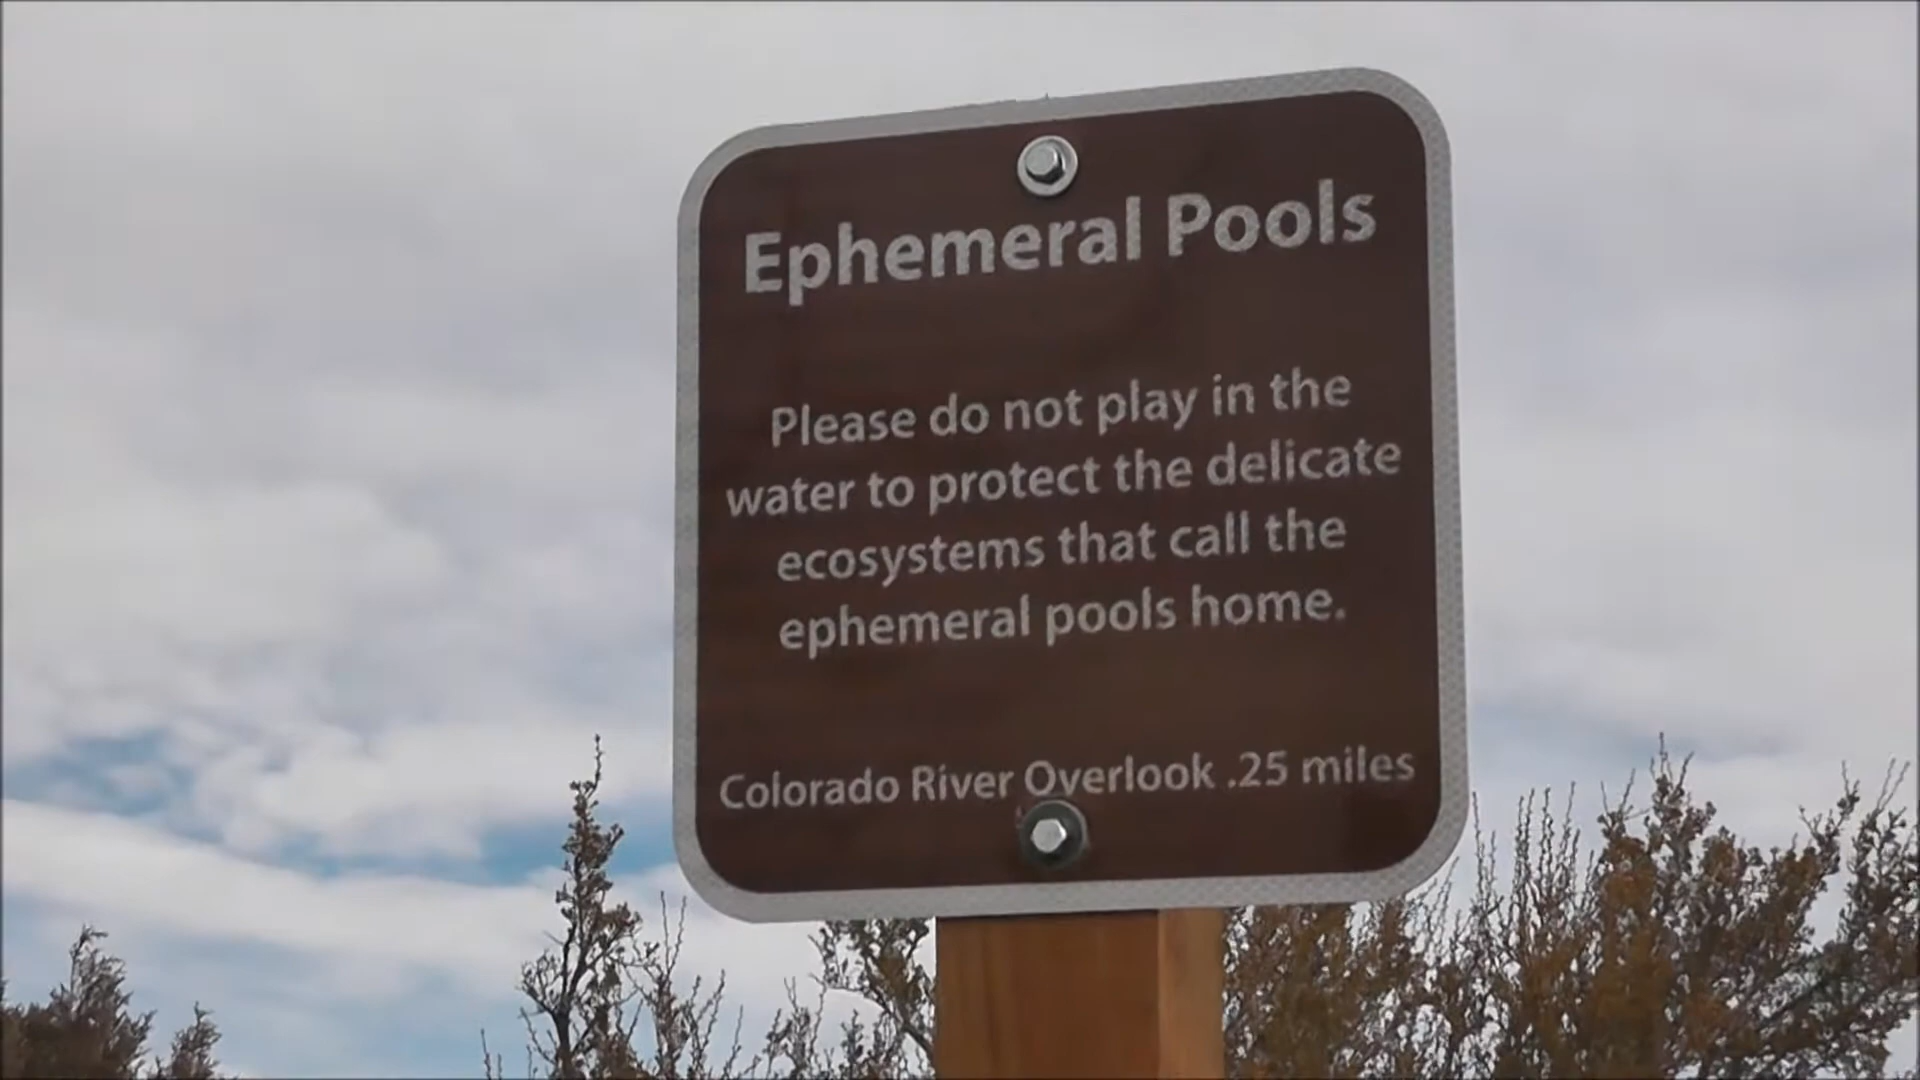 Ephemeral Pools
Please do not play in the
water to protect the delicate
ecosystems that call the
ephemeral pools home.
Colorado River Overlook .25 miles